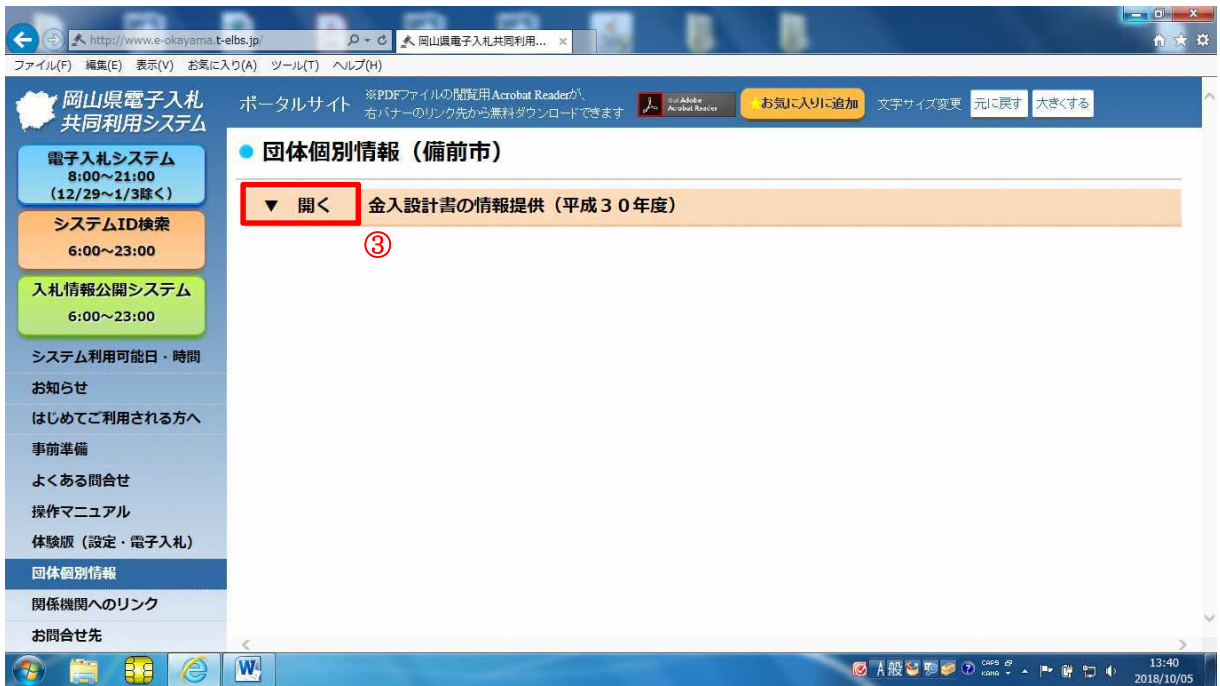 http://www.e-okayama.t-elbs.jp/
岡山県電子入札共同利用...
ファイル(F) 編集(E) 表示(V) お気に入り(A) ツール(T) ヘルプ(H)
岡山県電子入札
共同利用システム
ポータルサイト
※PDFファイルの閲覧用Acrobat Readerが、
右バナーのリンク先から無料ダウンロードできます
Get Adobe
Acrobat Reader
お気に入りに追加
文字サイズ変更
元に戻す
大きくする
電子入札システム
8:00～21:00
（12/29～1/3除く）
システムID検索
6:00～23:00
入札情報公開システム
6:00～23:00
システム利用可能日・時間
お知らせ
はじめてご利用される方へ
事前準備
よくある問合せ
操作マニュアル
体験版（設定・電子入札）
団体個別情報
関係機関へのリンク
お問合せ先
団体個別情報（備前市）
▼ 開く 金入設計書の情報提供（平成３０年度）
③
A 般
CAPS
KANA
13:40
2018/10/05